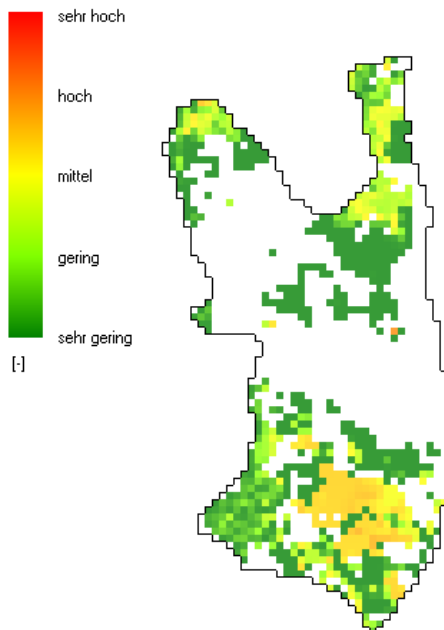 sehr hoch
hoch
mittel
gering
sehr gering
[-]